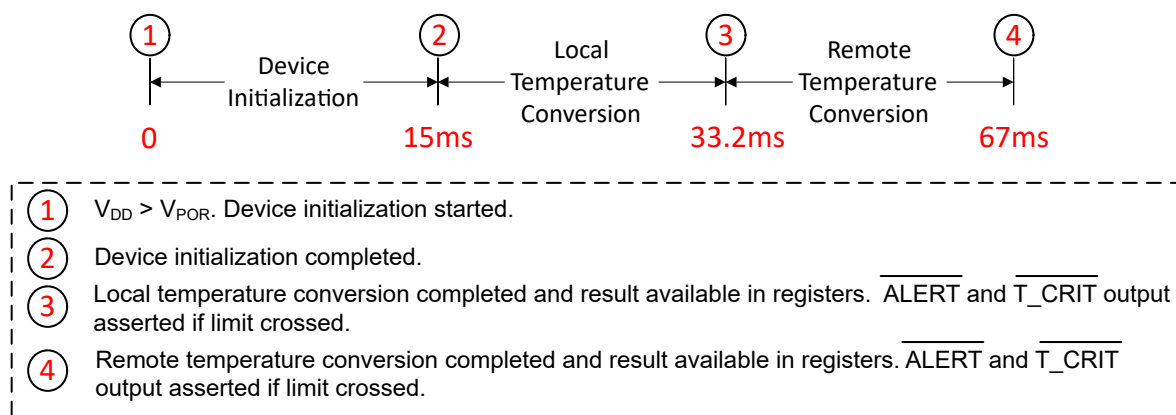 1 2 3 4
Device Initialization
Local Temperature Conversion
Remote Temperature Conversion
0 15ms 33.2ms 67ms
1 VDD > VPOR. Device initialization started.
2 Device initialization completed.
3 Local temperature conversion completed and result available in registers. ALERT and T_CRIT output
asserted if limit crossed.
4 Remote temperature conversion completed and result available in registers. ALERT and T_CRIT
output asserted if limit crossed.